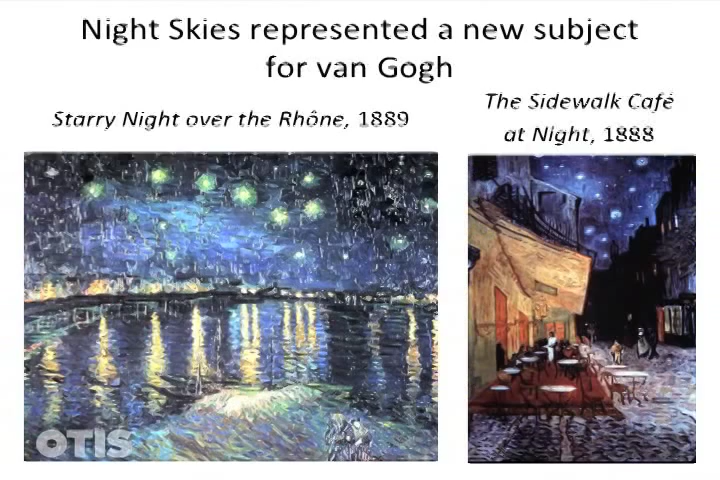 Night Skies represented a new subject
for van Gogh
Starry Night over the Rhône, 1889
The Sidewalk Café
at Night, 1888
OTIS